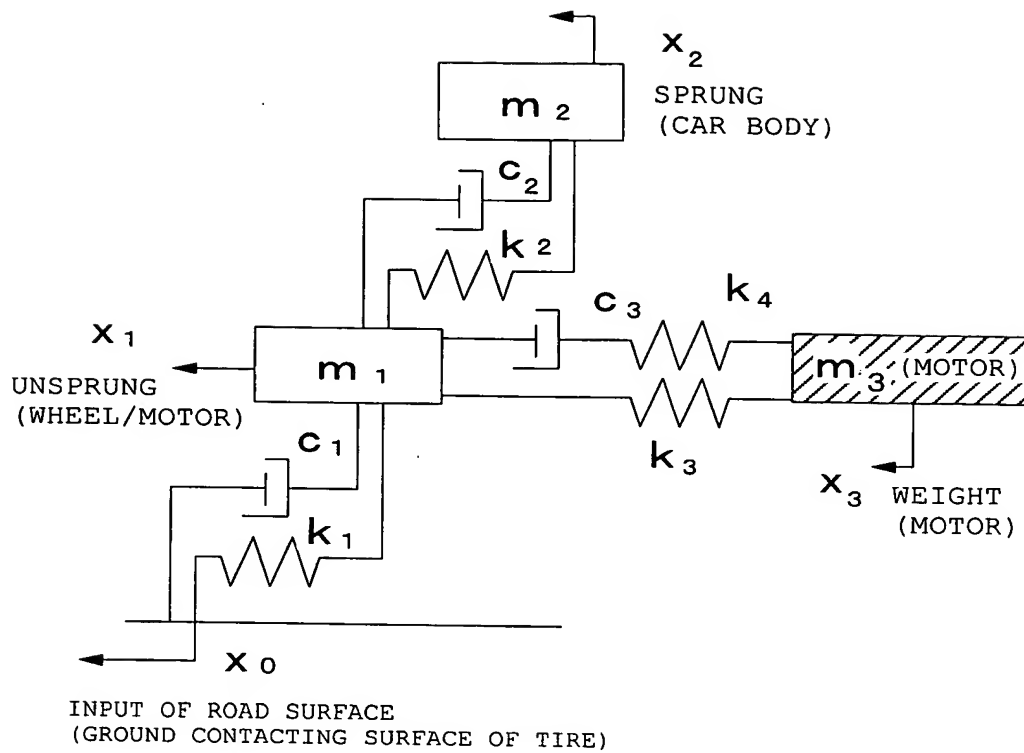 x2
m2
SPRUNG
(CAR BODY)
c2
k2
c3
k4
x1
m1
m3 (MOTOR)
UNSPRUNG
(WHEEL/MOTOR)
c1
k3
x3
WEIGHT
(MOTOR)
k1
x0
INPUT OF ROAD SURFACE
(GROUND CONTACTING SURFACE OF TIRE)